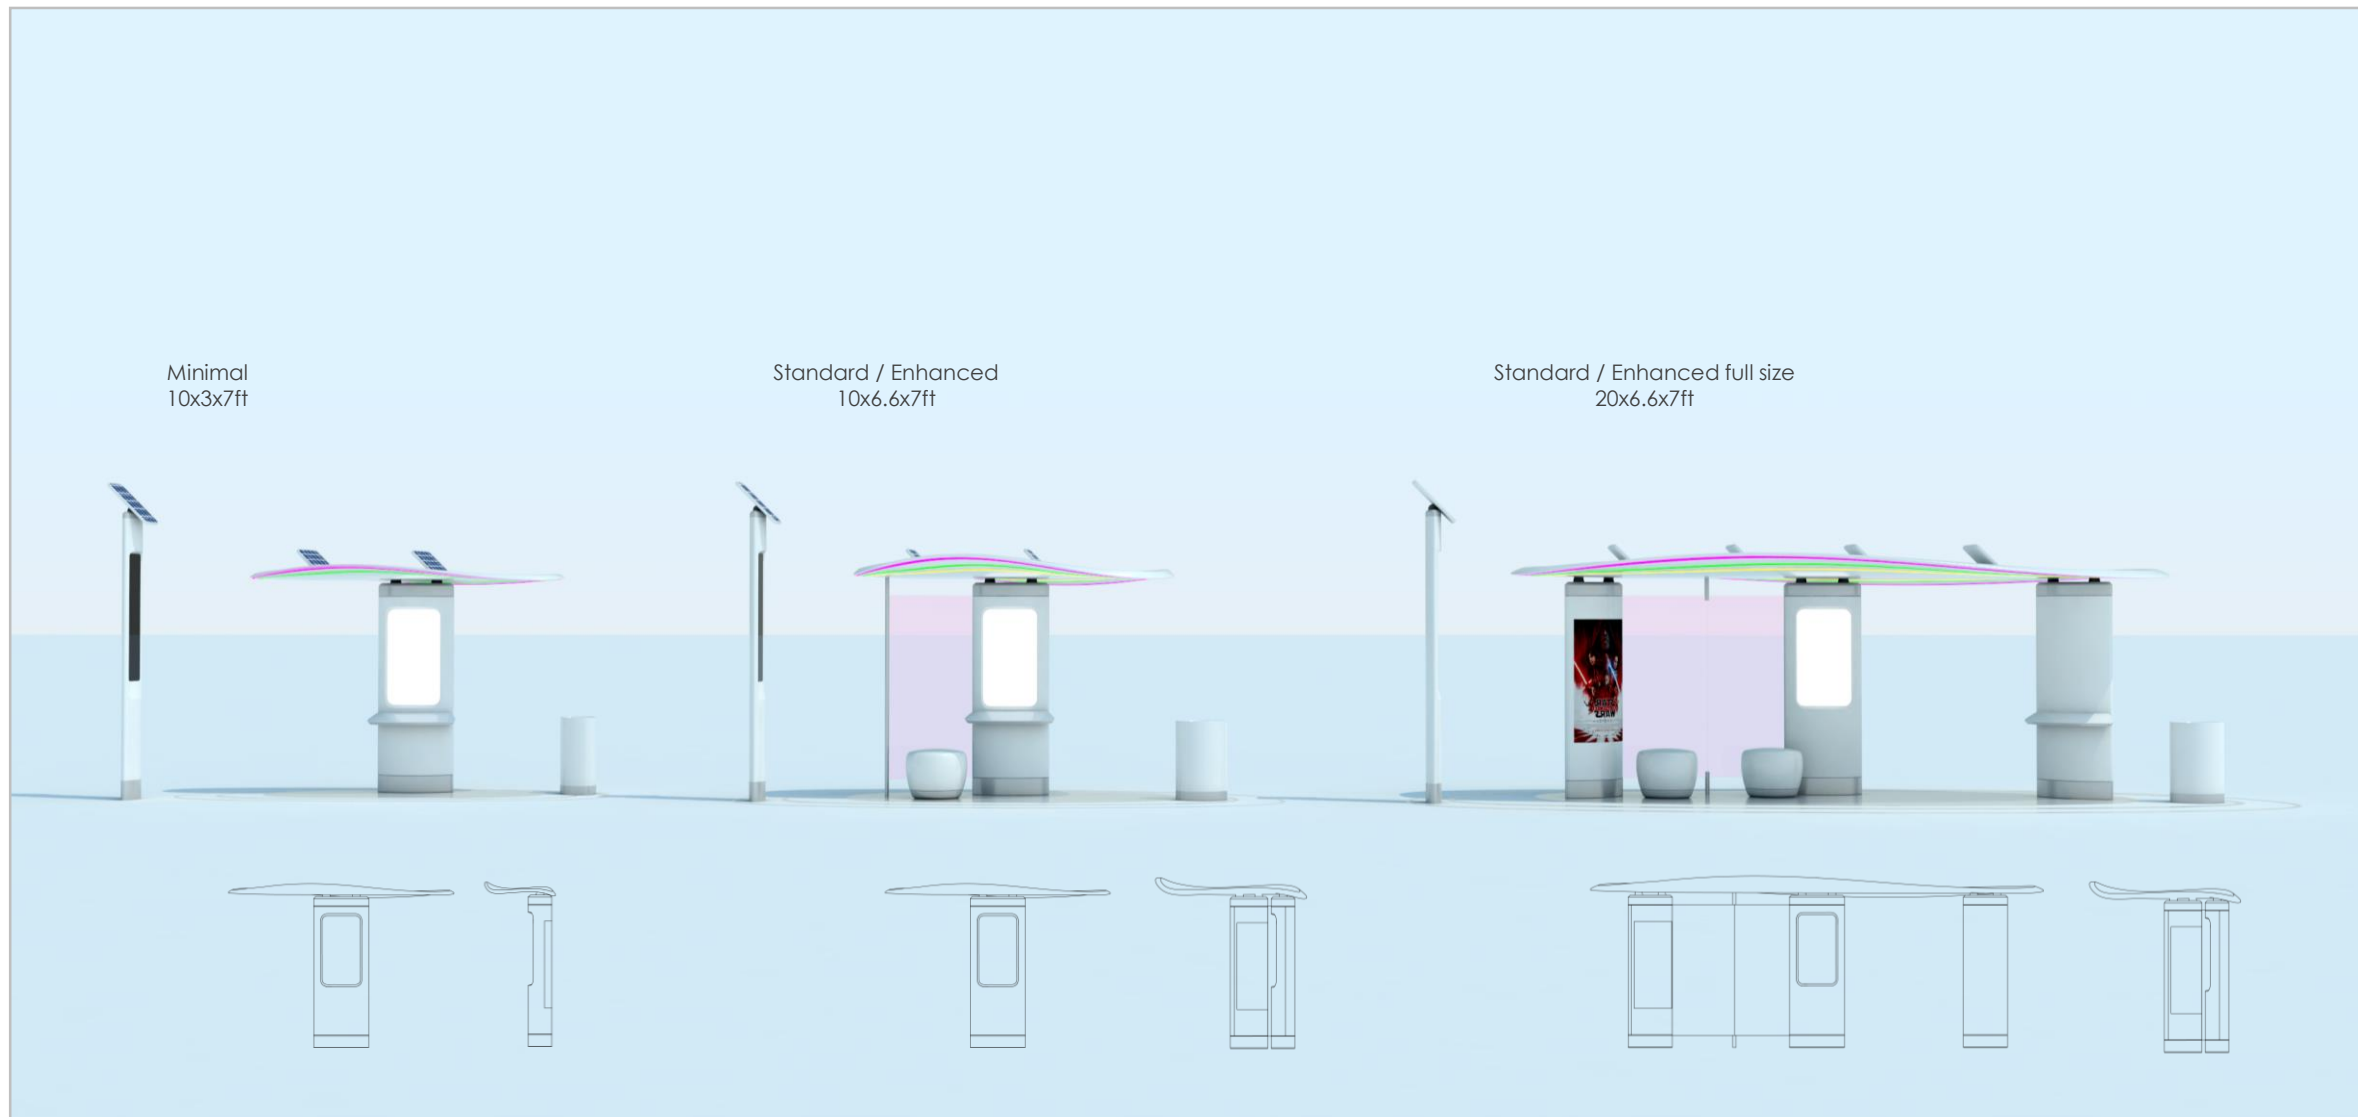 Minimal
10x3x7ft
Standard / Enhanced
10x6.6x7ft
Standard / Enhanced full size
20x6.6x7ft